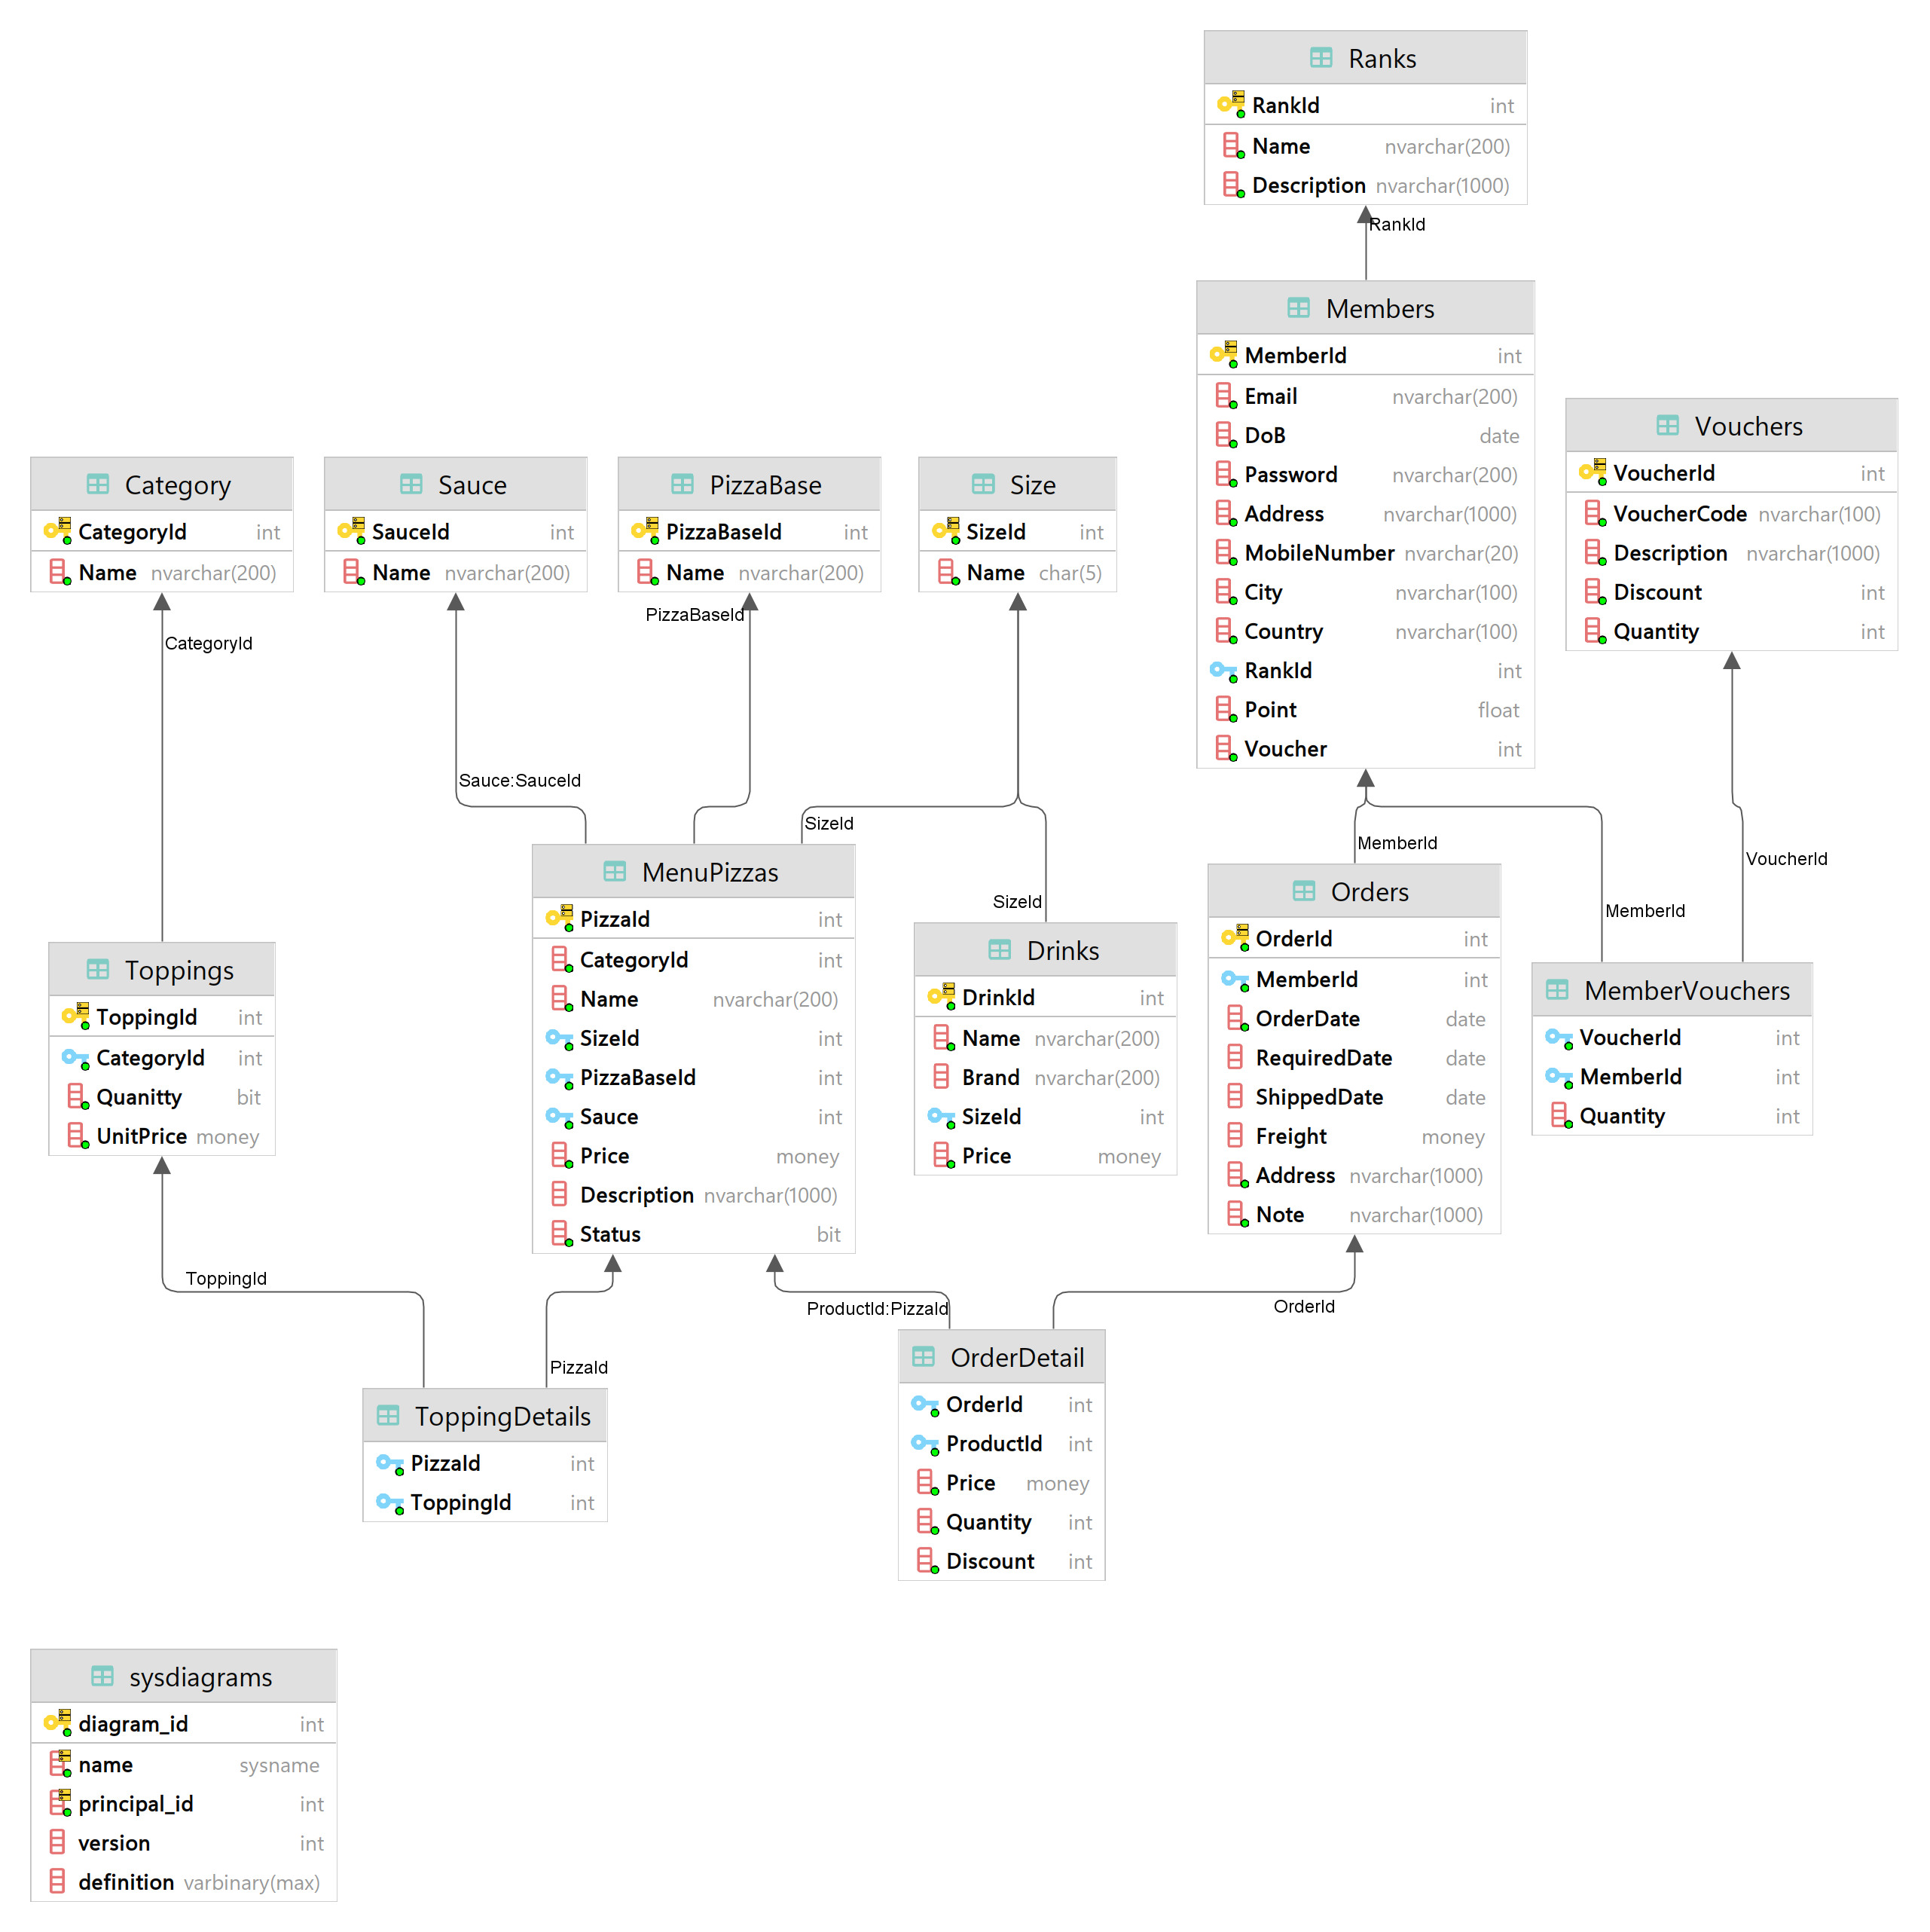 Ranks
RankId int
Name nvarchar(200)
Description nvarchar(1000)
RankId
Members
MemberId int
Email nvarchar(200)
DoB date
Password nvarchar(200)
Address nvarchar(1000)
MobileNumber nvarchar(20)
City nvarchar(100)
Country nvarchar(100)
RankId int
Point float
Voucher int
Vouchers
VoucherId int
VoucherCode nvarchar(100)
Description nvarchar(1000)
Discount int
Quantity int
Category
CategoryId int
Name nvarchar(200)
Sauce
SauceId int
Name nvarchar(200)
PizzaBase
PizzaBaseId int
Name nvarchar(200)
Size
SizeId int
Name char(5)
CategoryId
Sauce:SauceId
PizzaBaseId
SizeId
SizeId
MemberId
MemberId
VoucherId
Toppings
ToppingId int
CategoryId int
Quanitty bit
UnitPrice money
MenuPizzas
PizzaId int
CategoryId int
Name nvarchar(200)
SizeId int
PizzaBaseId int
Sauce int
Price money
Description nvarchar(1000)
Status bit
Drinks
DrinkId int
Name nvarchar(200)
Brand nvarchar(200)
SizeId int
Price money
Orders
OrderId int
MemberId int
OrderDate date
RequiredDate date
ShippedDate date
Freight money
Address nvarchar(1000)
Note nvarchar(1000)
MemberVouchers
VoucherId int
MemberId int
Quantity int
ToppingId
PizzaId
ProductId:PizzaId
OrderId
ToppingDetails
PizzaId int
ToppingId int
OrderDetail
OrderId int
ProductId int
Price money
Quantity int
Discount int
sysdiagrams
diagram_id int
name sysname
principal_id int
version int
definition varbinary(max)